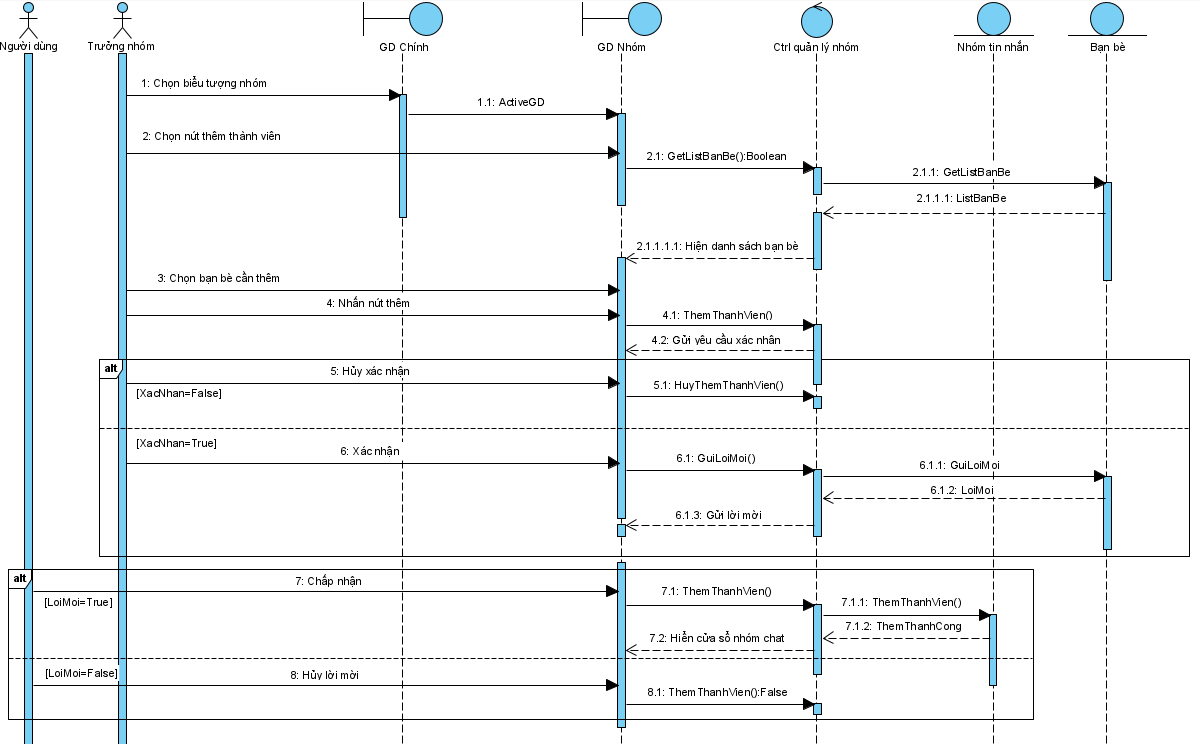 Người dùng
Trưởng nhóm
GD Chính
GD Nhóm
Ctrl quản lý nhóm
Nhóm tin nhắn
Bạn bè
1: Chọn biểu tượng nhóm
1.1: ActiveGD
2: Chọn nút thêm thành viên
2.1: GetListBanBe():Boolean
2.1.1: GetListBanBe
2.1.1.1: ListBanBe
2.1.1.1.1: Hiện danh sách bạn bè
3: Chọn bạn bè cần thêm
4: Nhấn nút thêm
4.1: ThemThanhVien()
4.2: Gửi yêu cầu xác nhân
alt
5: Hủy xác nhận
[XacNhan=False]
5.1: HuyThemThanhVien()
[XacNhan=True]
6: Xác nhận
6.1: GuiLoiMoi()
6.1.1: GuiLoiMoi
6.1.2: LoiMoi
6.1.3: Gửi lời mời
alt
7: Chấp nhận
[LoiMoi=True]
7.1: ThemThanhVien()
7.1.1: ThemThanhVien()
7.1.2: ThemThanhCong
7.2: Hiển cửa sổ nhóm chat
[LoiMoi=False]
8: Hủy lời mời
8.1: ThemThanhVien():False